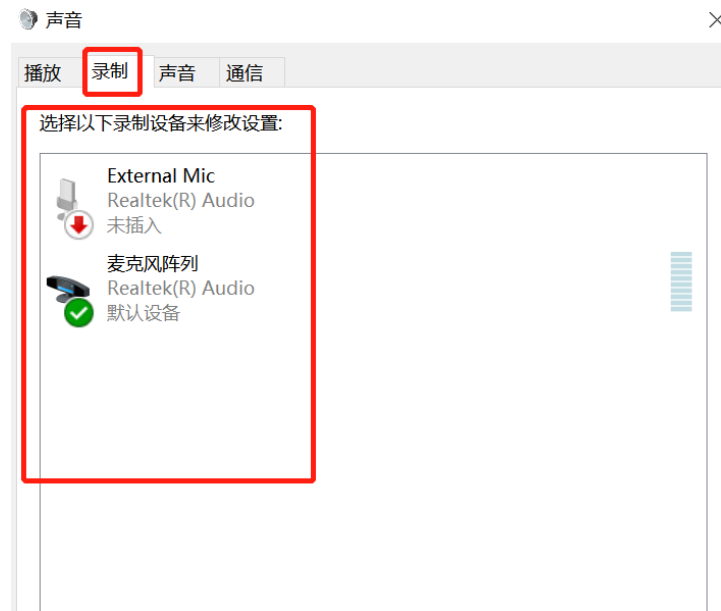 声音
播放 录制 声音 通信
选择以下录制设备来修改设置:
External Mic
Realtek(R) Audio
未插入
麦克风阵列
Realtek(R) Audio
默认设备